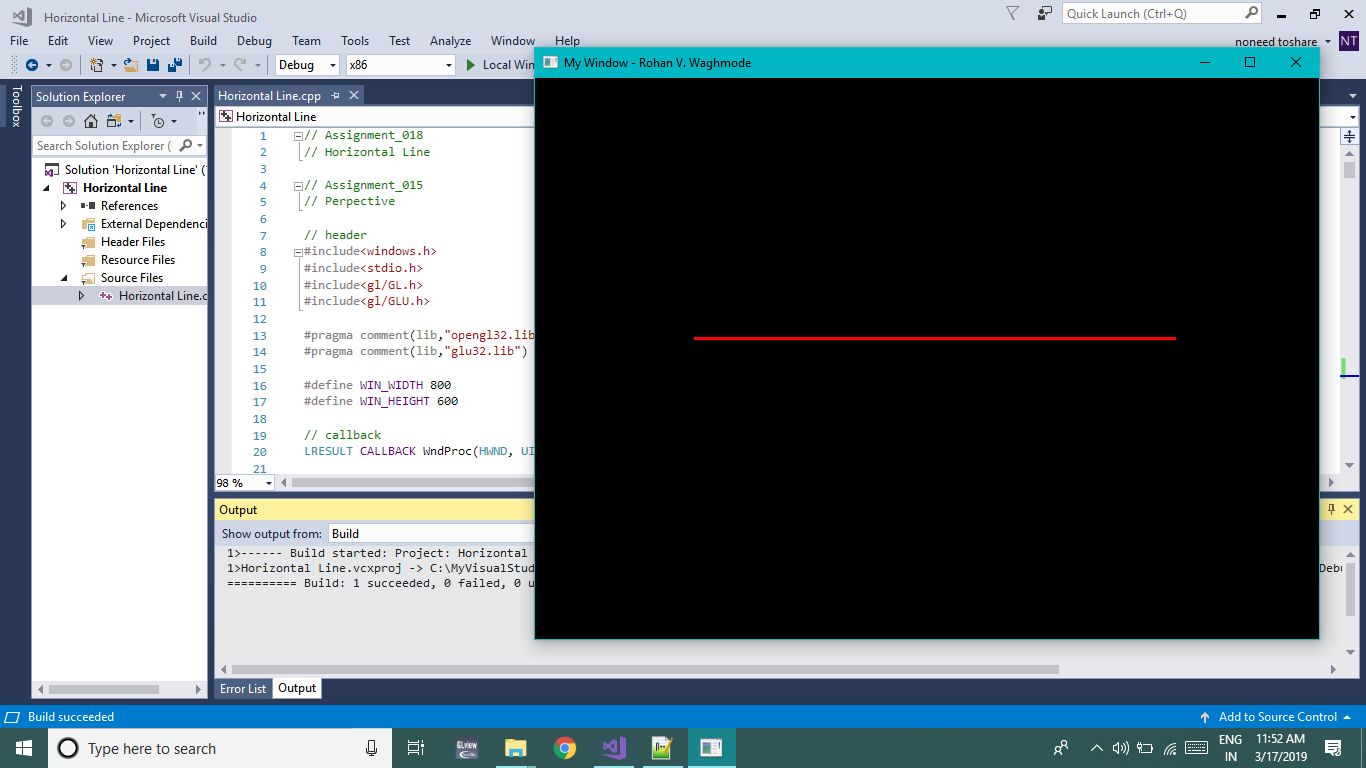 Horizontal Line - Microsoft Visual Studio
Quick Launch (Ctrl+Q)
File Edit View Project Build Debug Team Tools Test Analyze Window Help
noneed toshare NT
Debug x86 Local Win
Toolbox
Solution Explorer
Search Solution Explorer (
Solution 'Horizontal Line' (
Horizontal Line
References
External Dependenci
Header Files
Resource Files
Source Files
Horizontal Line.c
Horizontal Line.cpp
Horizontal Line
1 // Assignment_018
2 // Horizontal Line
3
4 // Assignment_015
5 // Perpective
6
7 // header
8 #include<windows.h>
9 #include<stdio.h>
10 #include<gl/GL.h>
11 #include<gl/GLU.h>
12
13 #pragma comment(lib,"opengl32.lib
14 #pragma comment(lib,"glu32.lib")
15
16 #define WIN_WIDTH 800
17 #define WIN_HEIGHT 600
18
19 // callback
20 LRESULT CALLBACK WndProc(HWND, UI
21
98 %
My Window - Rohan V. Waghmode
Output
Show output from: Build
1>------ Build started: Project: Horizontal
1>Horizontal Line.vcxproj -> C:\MyVisualStud Debu
========== Build: 1 succeeded, 0 failed, 0 u
Error List Output
Build succeeded
Add to Source Control
Type here to search
GLview
ENG
IN
11:52 AM
3/17/2019